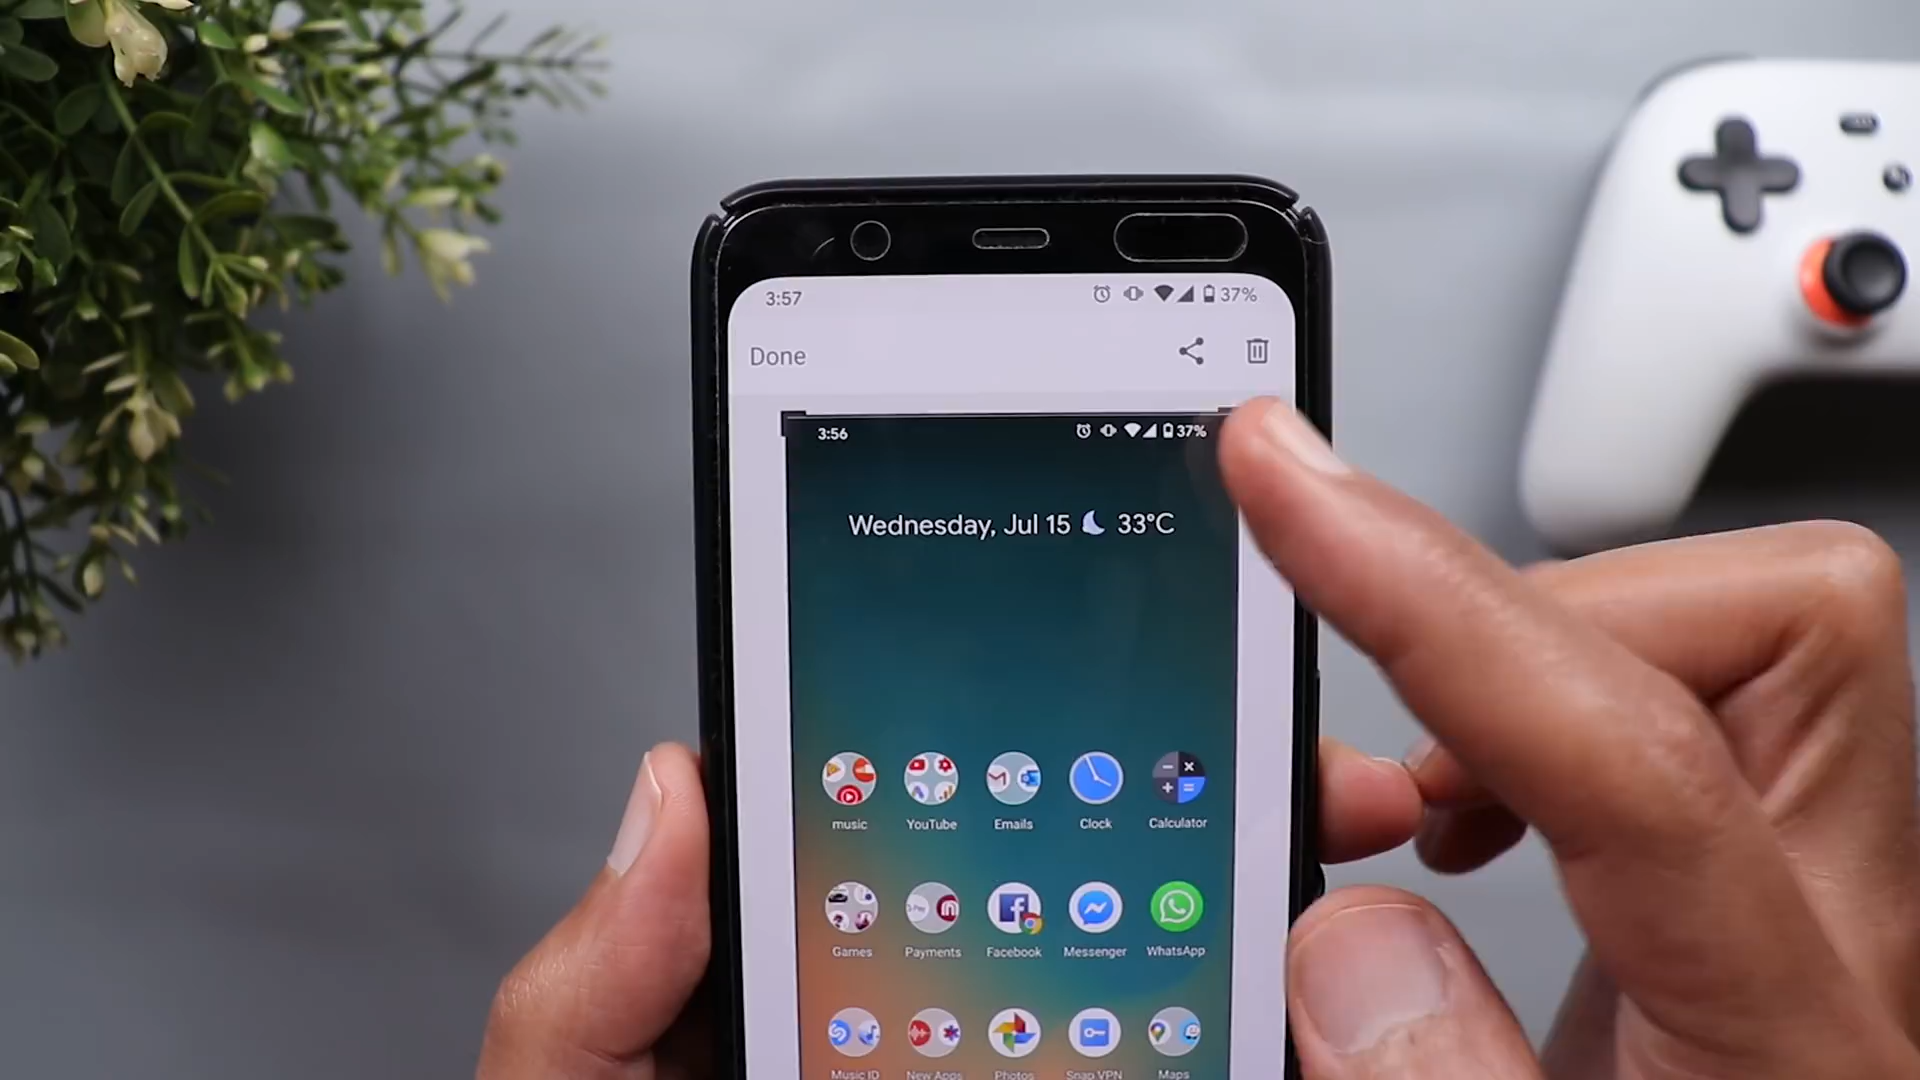 3:57 37%
Done
3:56 37%
Wednesday, Jul 15 33°C
music YouTube Emails Clock Calculator
Games Payments Facebook Messenger WhatsApp
Music ID New Apps Photos Snap VPN Maps